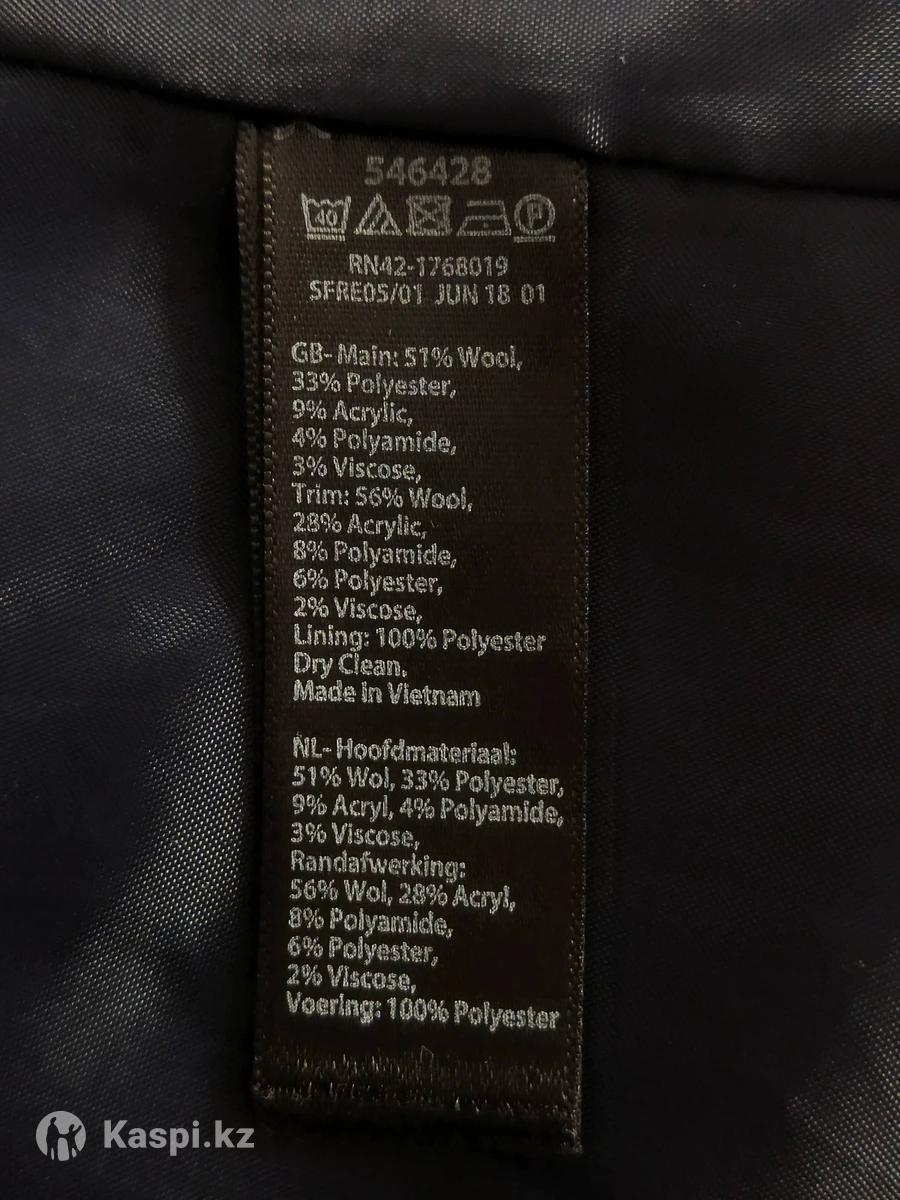 546428
40 P
RN42-1768019
SFRE05/01 JUN 18 01
GB- Main: 51% Wool,
33% Polyester,
9% Acrylic,
4% Polyamide,
3% Viscose,
Trim: 56% Wool,
28% Acrylic,
8% Polyamide,
6% Polyester,
2% Viscose,
Lining: 100% Polyester
Dry Clean.
Made in Vietnam
NL- Hoofdmateriaal:
51% Wol, 33% Polyester,
9% Acryl, 4% Polyamide,
3% Viscose,
Randafwerking:
56% Wol, 28% Acryl,
8% Polyamide,
6% Polyester,
2% Viscose,
Voering: 100% Polyester
Kaspi.kz